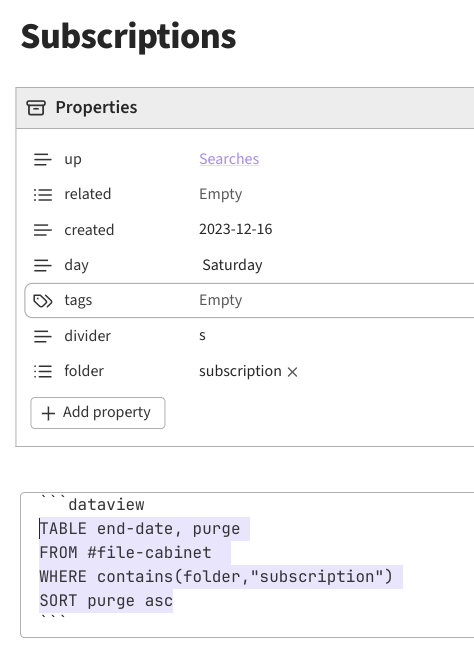 Subscriptions
Properties
up Searches
related Empty
created 2023-12-16
day Saturday
tags Empty
divider s
folder subscription ×
+ Add property
```dataview
TABLE end-date, purge
FROM #file-cabinet
WHERE contains(folder,"subscription")
SORT purge asc
```